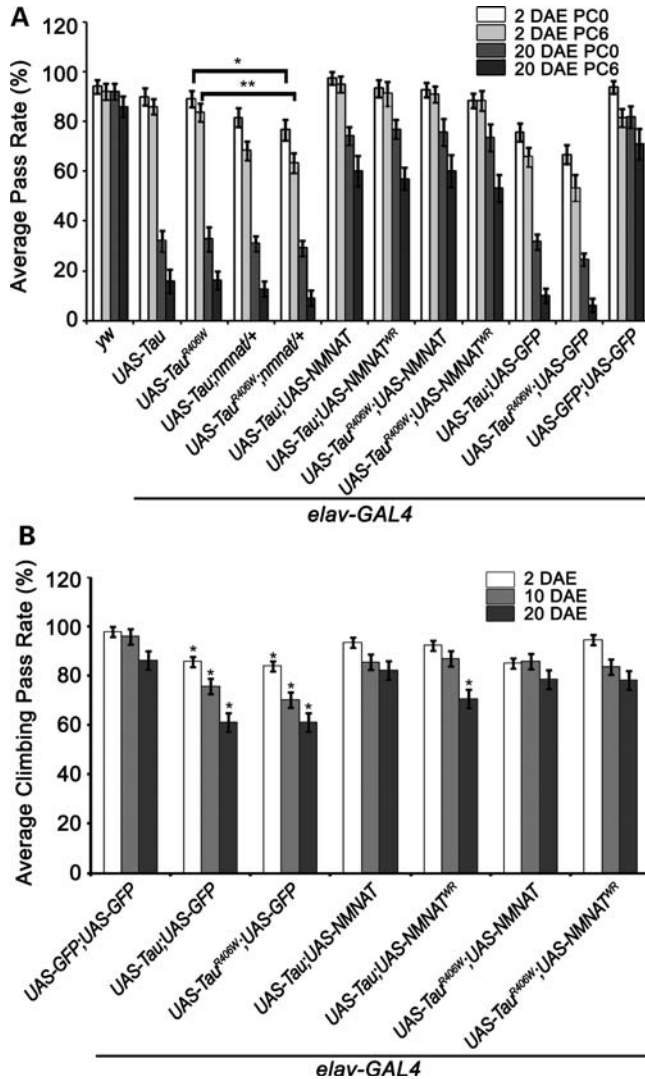 A
Average Pass Rate (%)
120
100
80
60
40
20
0
2 DAE PC0
2 DAE PC6
20 DAE PC0
20 DAE PC6
*
**
yw
UAS-Tau
UAS-Tau^R406W
UAS-Tau;nmnat/+
UAS-Tau^R406W;nmnat/+
UAS-Tau;UAS-NMNAT
UAS-Tau;UAS-NMNAT^WR
UAS-Tau^R406W;UAS-NMNAT
UAS-Tau^R406W;UAS-NMNAT^WR
UAS-Tau;UAS-GFP
UAS-Tau^R406W;UAS-GFP
UAS-GFP;UAS-GFP
elav-GAL4
B
Average Climbing Pass Rate (%)
120
100
80
60
40
20
0
2 DAE
10 DAE
20 DAE
* * *
* * *
*
UAS-GFP;UAS-GFP
UAS-Tau;UAS-GFP
UAS-Tau^R406W;UAS-GFP
UAS-Tau;UAS-NMNAT
UAS-Tau;UAS-NMNAT^WR
UAS-Tau^R406W;UAS-NMNAT
UAS-Tau^R406W;UAS-NMNAT^WR
elav-GAL4